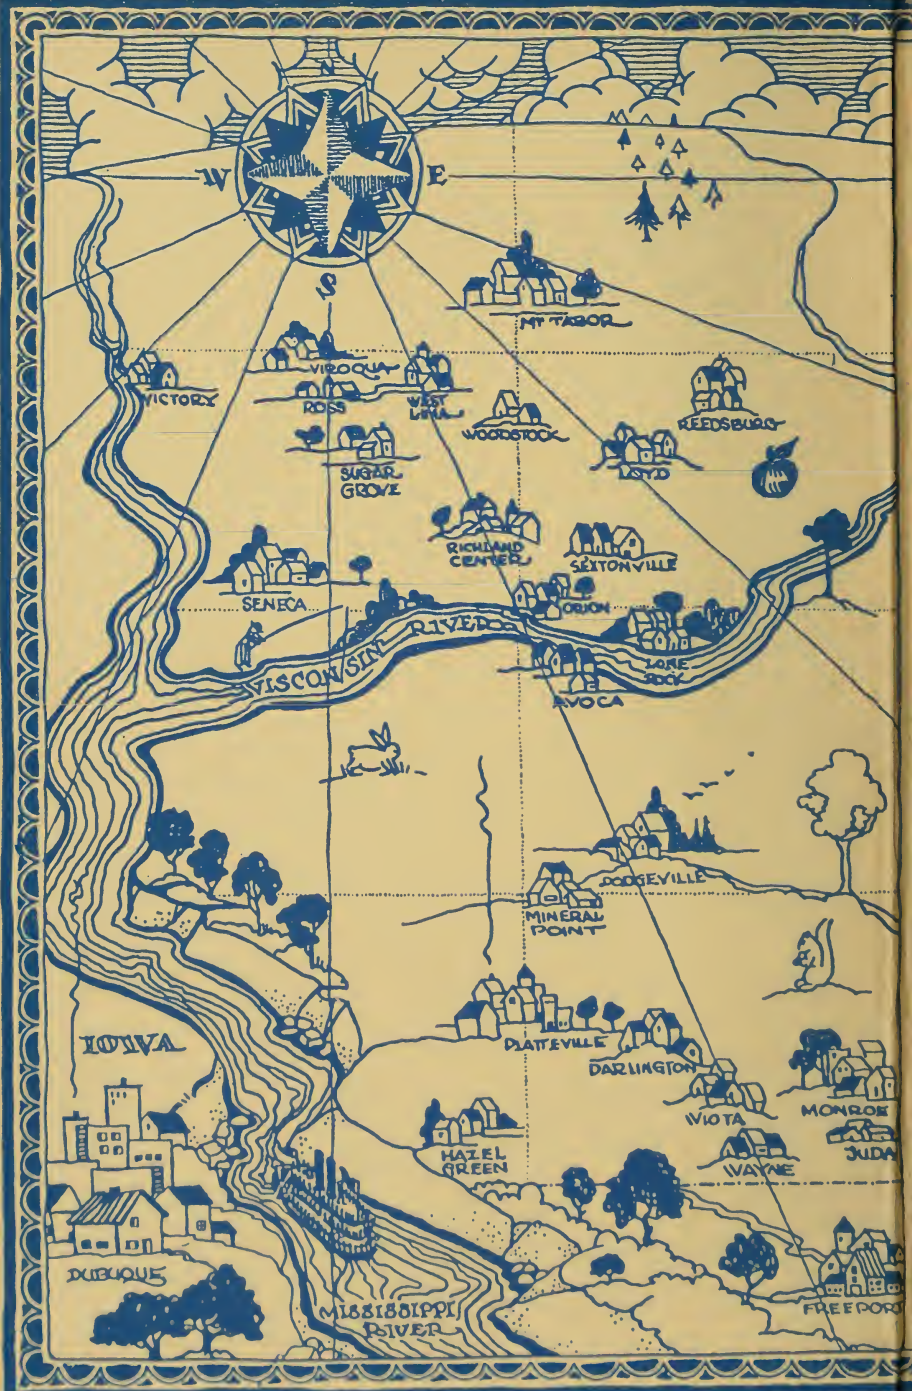 N
W
E
S
MT TABOR
VIROQUA
VICTORY
ROSS
WEST
LIMA
WOODSTOCK
REEDSBURG
LOYD
SUGAR
GROVE
RICHLAND
CENTER
SEXTONVILLE
SENECA
ORION
WISCONSIN RIVER
LONE
ROCK
AVOCA
DODGEVILLE
MINERAL
POINT
IOWA
PLATTEVILLE
DARLINGTON
WIOTA
MONROE
JUDA
HAZEL
GREEN
WAYNE
DUBUQUE
FREEPORT
MISSISSIPPI
RIVER